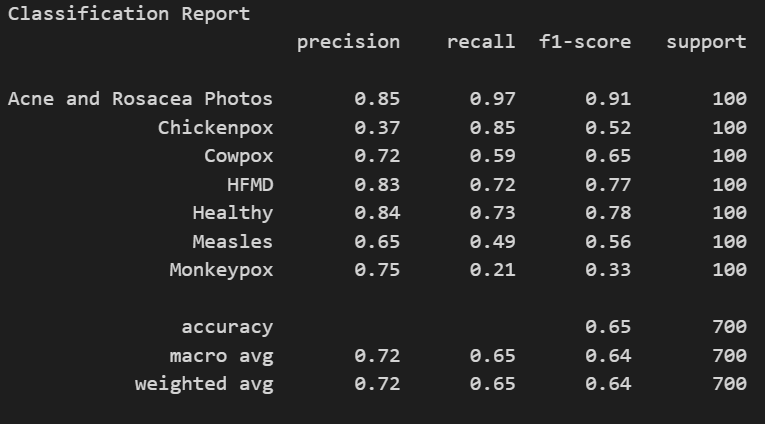 Classification Report
precision recall f1-score support
Acne and Rosacea Photos 0.85 0.97 0.91 100
Chickenpox 0.37 0.85 0.52 100
Cowpox 0.72 0.59 0.65 100
HFMD 0.83 0.72 0.77 100
Healthy 0.84 0.73 0.78 100
Measles 0.65 0.49 0.56 100
Monkeypox 0.75 0.21 0.33 100
accuracy 0.65 700
macro avg 0.72 0.65 0.64 700
weighted avg 0.72 0.65 0.64 700